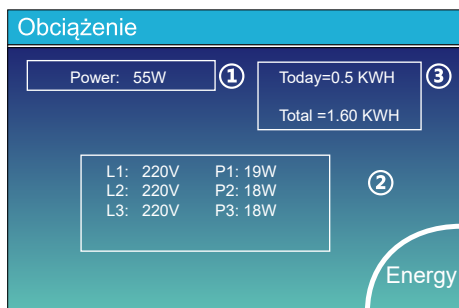 Obciążenie
Power: 55W ①
Today=0.5 KWH ③
Total =1.60 KWH
L1: 220V P1: 19W
L2: 220V P2: 18W ②
L3: 220V P3: 18W
Energy